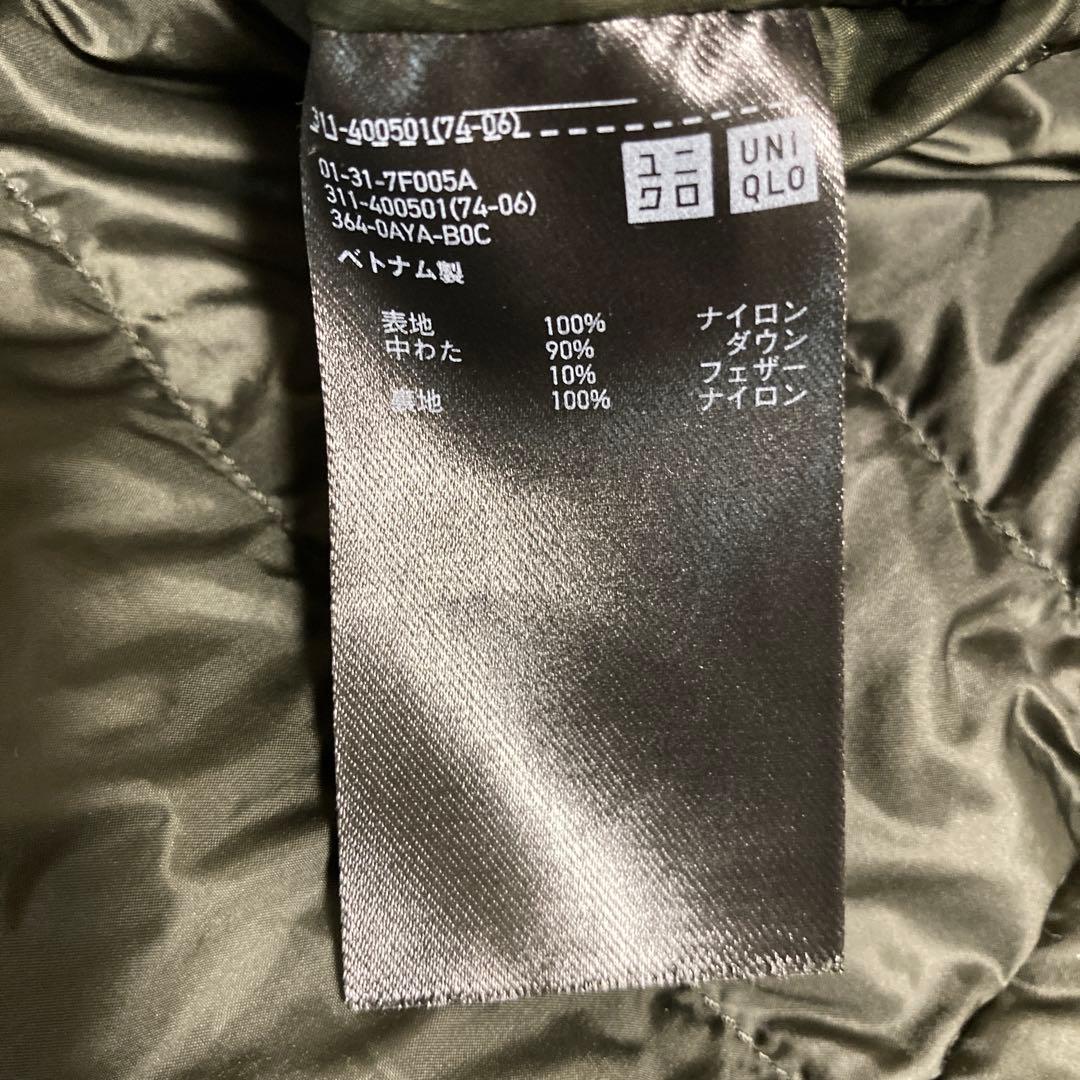 311-400501(74-06)
01-31-7F005A
311-400501(74-06)
364-0AYA-B0C
ベトナム製
ユニ
クロ
UNI
QLO
表地 100% ナイロン
中わた 90% ダウン
10% フェザー
裏地 100% ナイロン